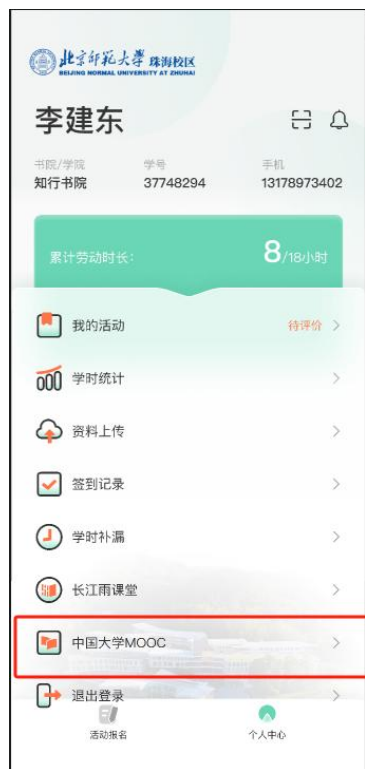 北京师范大学 珠海校区
BEIJING NORMAL UNIVERSITY AT ZHUHAI
李建东
书院/学院 学号 手机
知行书院 37748294 13178973402
累计劳动时长: 8/18小时
我的活动 待评价
学时统计
资料上传
签到记录
学时补漏
长江雨课堂
中国大学MOOC
退出登录
活动报名 个人中心